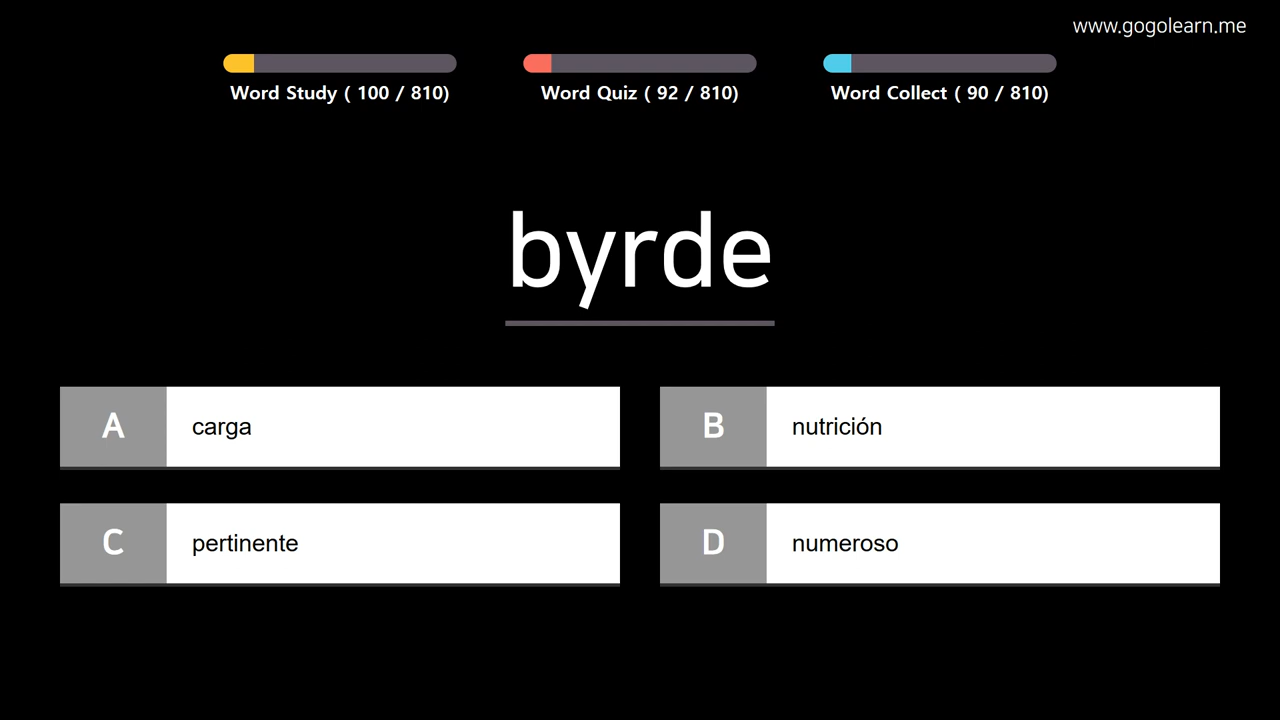 www.gogolearn.me
Word Study ( 100 / 810)
Word Quiz ( 92 / 810)
Word Collect ( 90 / 810)
byrde
A carga
B nutrición
C pertinente
D numeroso